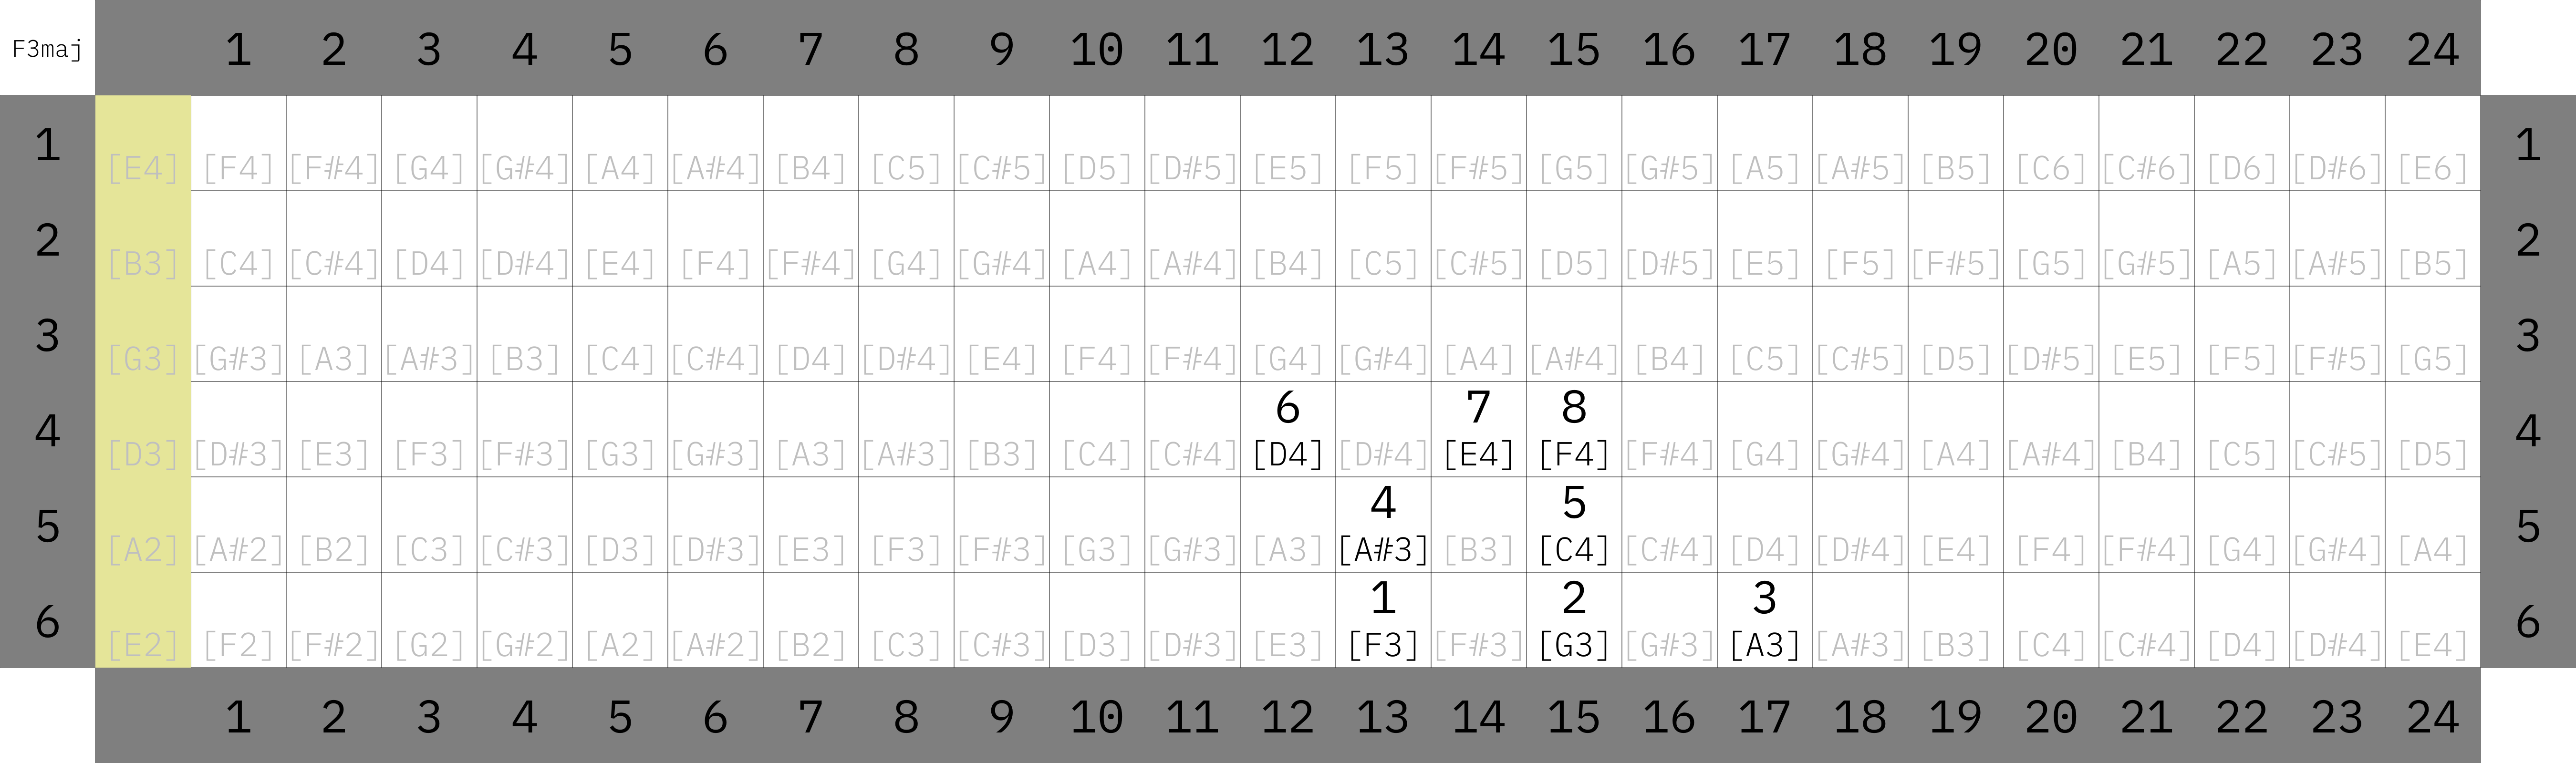 F3maj 1 2 3 4 5 6 7 8 9 10 11 12 13 14 15 16 17 18 19 20 21 22 23 24
1 [E4] [F4] [F#4] [G4] [G#4] [A4] [A#4] [B4] [C5] [C#5] [D5] [D#5] [E5] [F5] [F#5] [G5] [G#5] [A5] [A#5] [B5] [C6] [C#6] [D6] [D#6] [E6] 1
2 [B3] [C4] [C#4] [D4] [D#4] [E4] [F4] [F#4] [G4] [G#4] [A4] [A#4] [B4] [C5] [C#5] [D5] [D#5] [E5] [F5] [F#5] [G5] [G#5] [A5] [A#5] [B5] 2
3 [G3] [G#3] [A3] [A#3] [B3] [C4] [C#4] [D4] [D#4] [E4] [F4] [F#4] [G4] [G#4] [A4] [A#4] [B4] [C5] [C#5] [D5] [D#5] [E5] [F5] [F#5] [G5] 3
6 7 8
4 [D3] [D#3] [E3] [F3] [F#3] [G3] [G#3] [A3] [A#3] [B3] [C4] [C#4] [D4] [D#4] [E4] [F4] [F#4] [G4] [G#4] [A4] [A#4] [B4] [C5] [C#5] [D5] 4
4 5
5 [A2] [A#2] [B2] [C3] [C#3] [D3] [D#3] [E3] [F3] [F#3] [G3] [G#3] [A3] [A#3] [B3] [C4] [C#4] [D4] [D#4] [E4] [F4] [F#4] [G4] [G#4] [A4] 5
1 2 3
6 [E2] [F2] [F#2] [G2] [G#2] [A2] [A#2] [B2] [C3] [C#3] [D3] [D#3] [E3] [F3] [F#3] [G3] [G#3] [A3] [A#3] [B3] [C4] [C#4] [D4] [D#4] [E4] 6
1 2 3 4 5 6 7 8 9 10 11 12 13 14 15 16 17 18 19 20 21 22 23 24